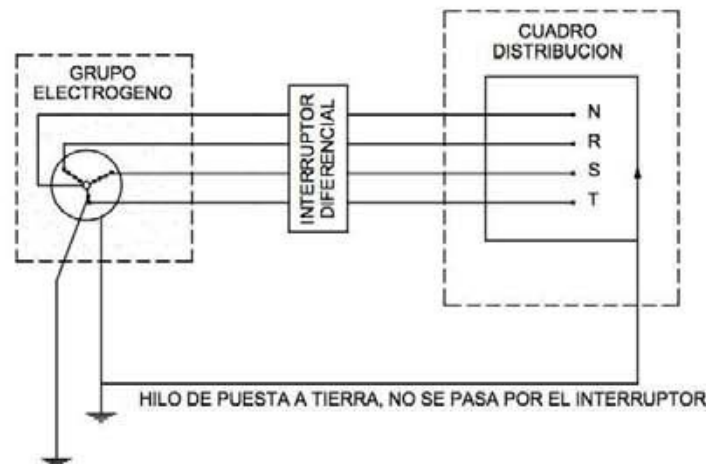 CUADRO
DISTRIBUCION
GRUPO
ELECTROGENO
INTERRUPTOR
DIFERENCIAL
N
R
S
T
HILO DE PUESTA A TIERRA, NO SE PASA POR EL INTERRUPTOR